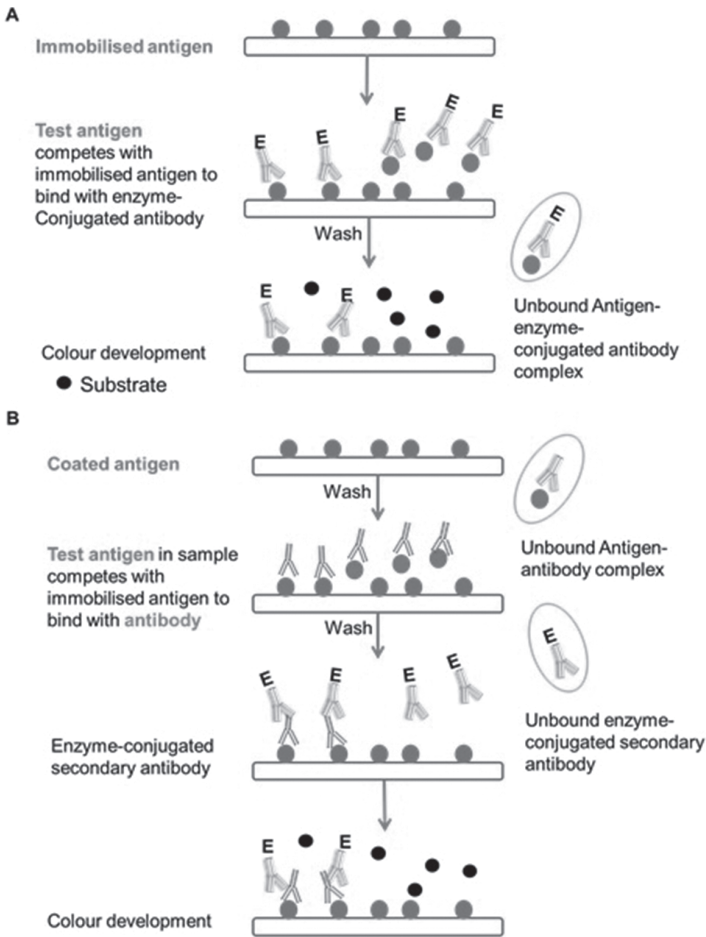 A
Immobilised antigen
E
E
E
E
E
Test antigen
competes with
immobilised antigen to
bind with enzyme-
Conjugated antibody
Wash
E
Unbound Antigen-
enzyme-
conjugated antibody
complex
E
E
Colour development
Substrate
B
Coated antigen
Wash
Unbound Antigen-
antibody complex
Test antigen in sample
competes with
immobilised antigen to
bind with antibody
Wash
E
Unbound enzyme-
conjugated secondary
antibody
E
E
E
E
Enzyme-conjugated
secondary antibody
E
E
Colour development